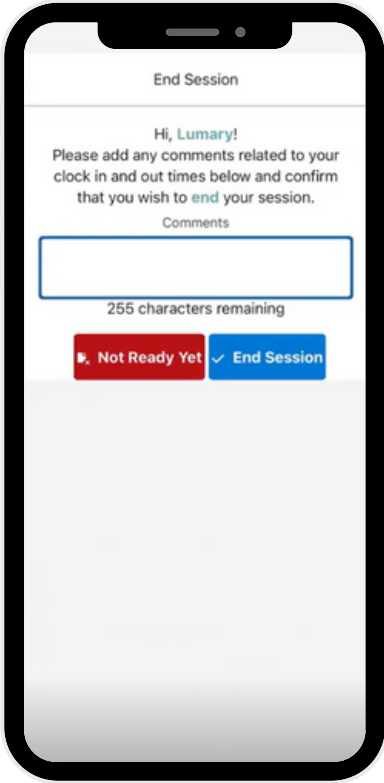 End Session
Hi, Lumary!
Please add any comments related to your
clock in and out times below and confirm
that you wish to end your session.
Comments
255 characters remaining
Not Ready Yet
End Session